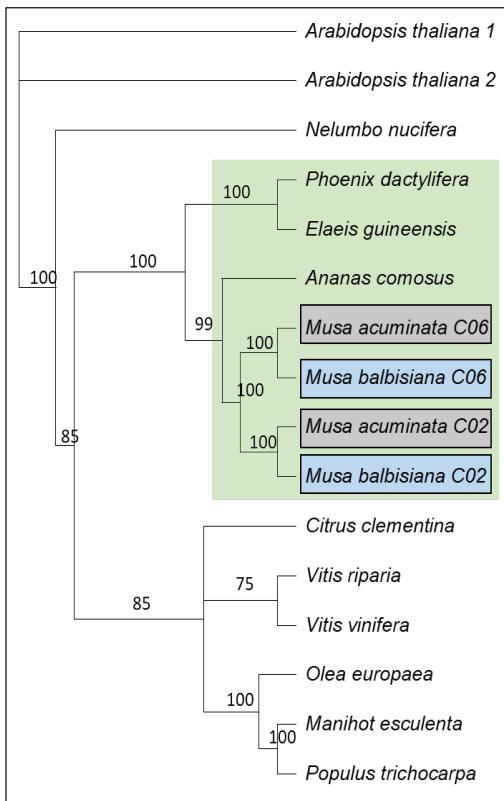 Arabidopsis thaliana 1
Arabidopsis thaliana 2
Nelumbo nucifera
Phoenix dactylifera
100
Elaeis guineensis
100
100
Ananas comosus
99
Musa acuminata C06
100
Musa balbisiana C06
100
Musa acuminata C02
85
100
Musa balbisiana C02
Citrus clementina
Vitis riparia
75
85
Vitis vinifera
Olea europaea
100
Manihot esculenta
100
Populus trichocarpa